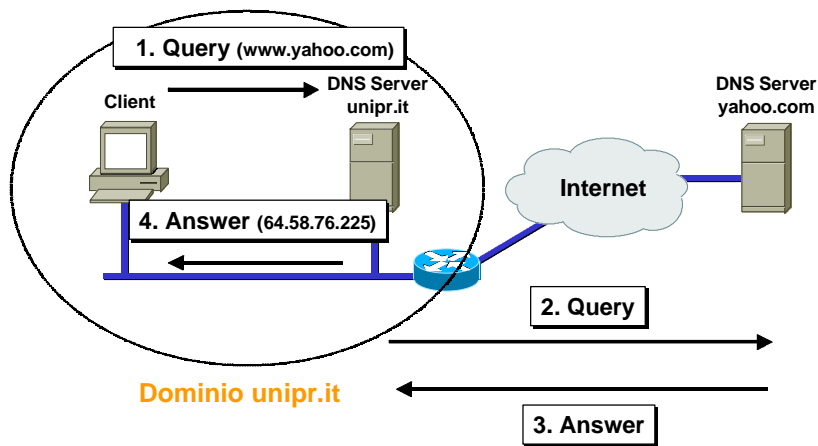 1. Query (www.yahoo.com)
Client
DNS Server
unipr.it
DNS Server
yahoo.com
Internet
4. Answer (64.58.76.225)
2. Query
Dominio unipr.it
3. Answer